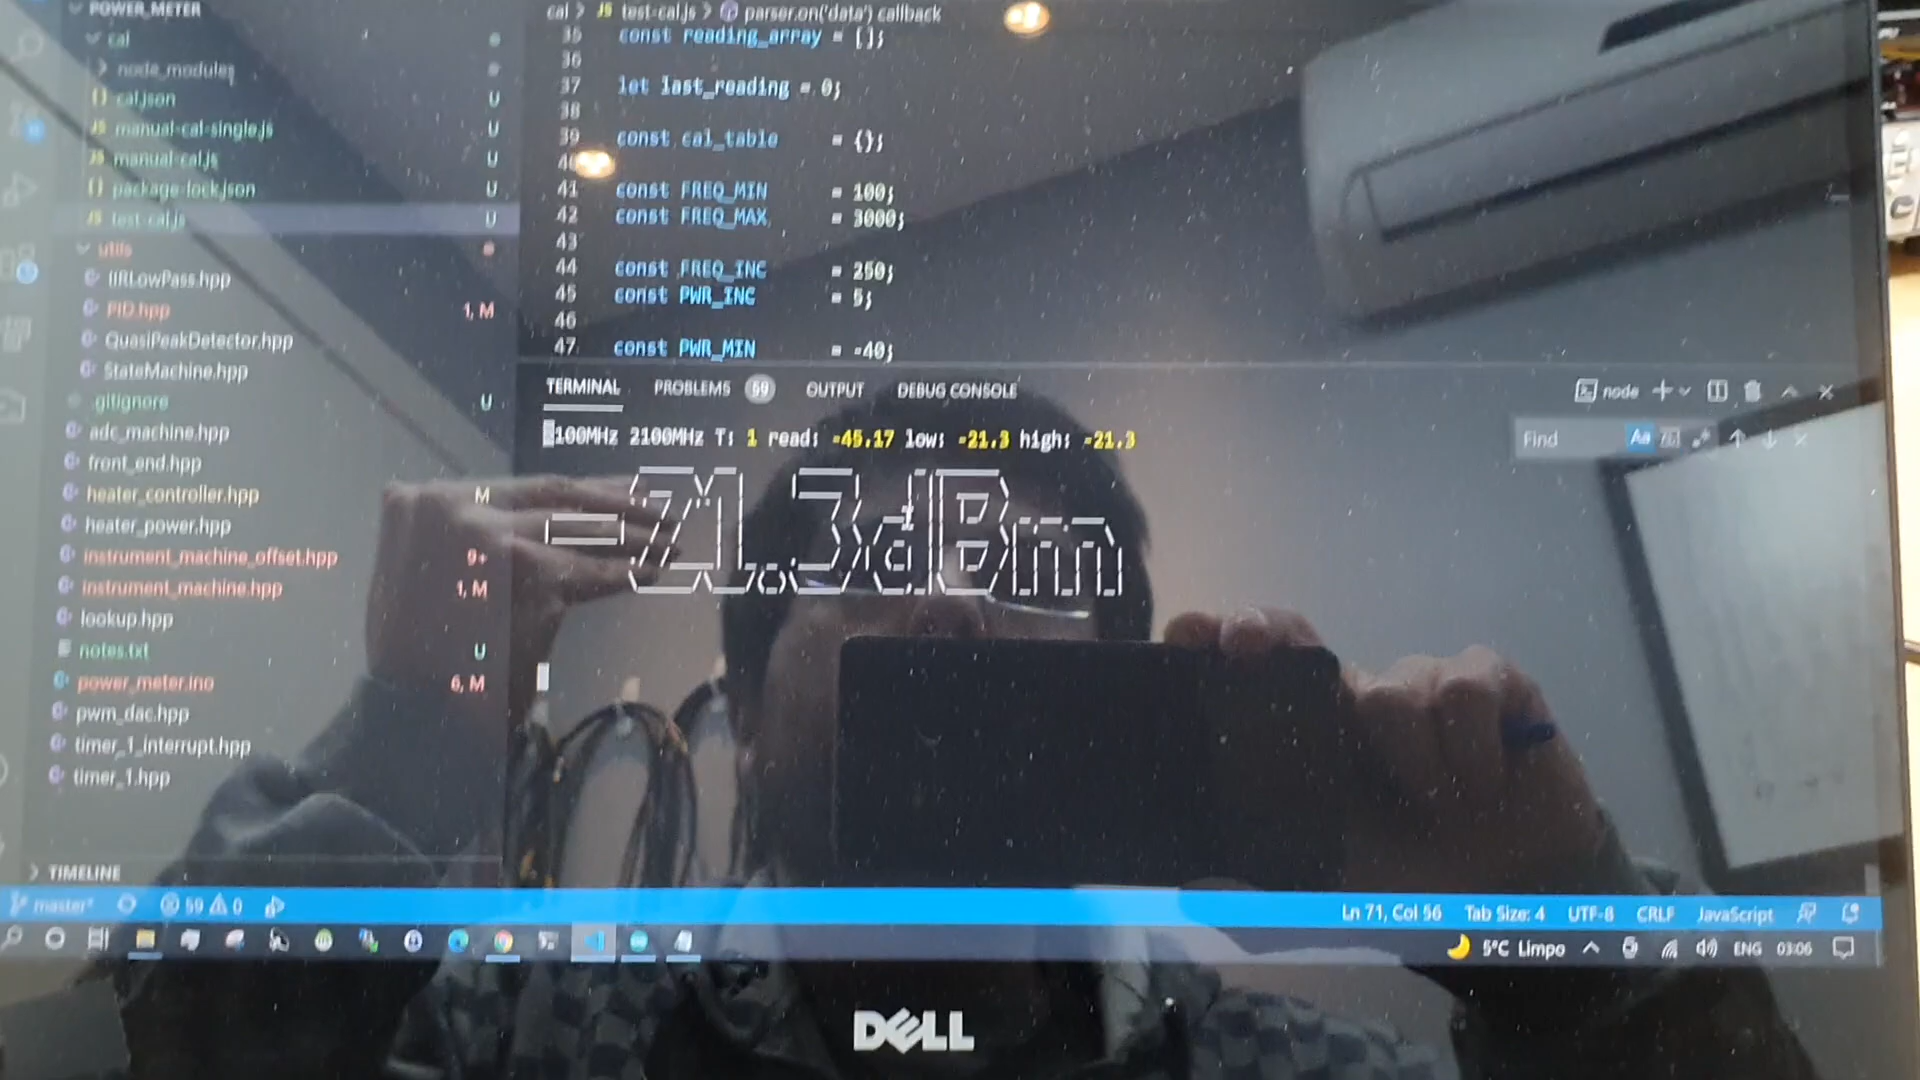 POWER_METER
cal
node_modules
cal.json U
manual-cal-single.js U
manual-cal.js U
package-lock.json U
test-cal.js U
utils
IIRLowPass.hpp
PID.hpp 1, M
QuasiPeakDetector.hpp
StateMachine.hpp
.gitignore U
adc_machine.hpp
front_end.hpp
heater_controller.hpp M
heater_power.hpp
instrument_machine_offset.hpp 9+
instrument_machine.hpp 1, M
lookup.hpp
notes.txt U
power_meter.ino 6, M
pwm_dac.hpp
timer_1_interrupt.hpp
timer_1.hpp
TIMELINE
cal > JS test-cal.js > parser.on('data') callback
35 const reading_array = [];
36
37 let last_reading = 0;
38
39 const cal_table = {};
40
41 const FREQ_MIN = 100;
42 const FREQ_MAX = 3000;
43
44 const FREQ_INC = 250;
45 const PWR_INC = 5;
46
47 const PWR_MIN = -40;
TERMINAL PROBLEMS 59 OUTPUT DEBUG CONSOLE node
2100MHz 2100MHz T: 1 read: -45.17 low: -21.3 high: -21.3
Find Aa
-21.3dBm
master* 59 0 Ln 71, Col 56 Tab Size: 4 UTF-8 CRLF JavaScript
5°C Limpo ENG 03:06
DELL